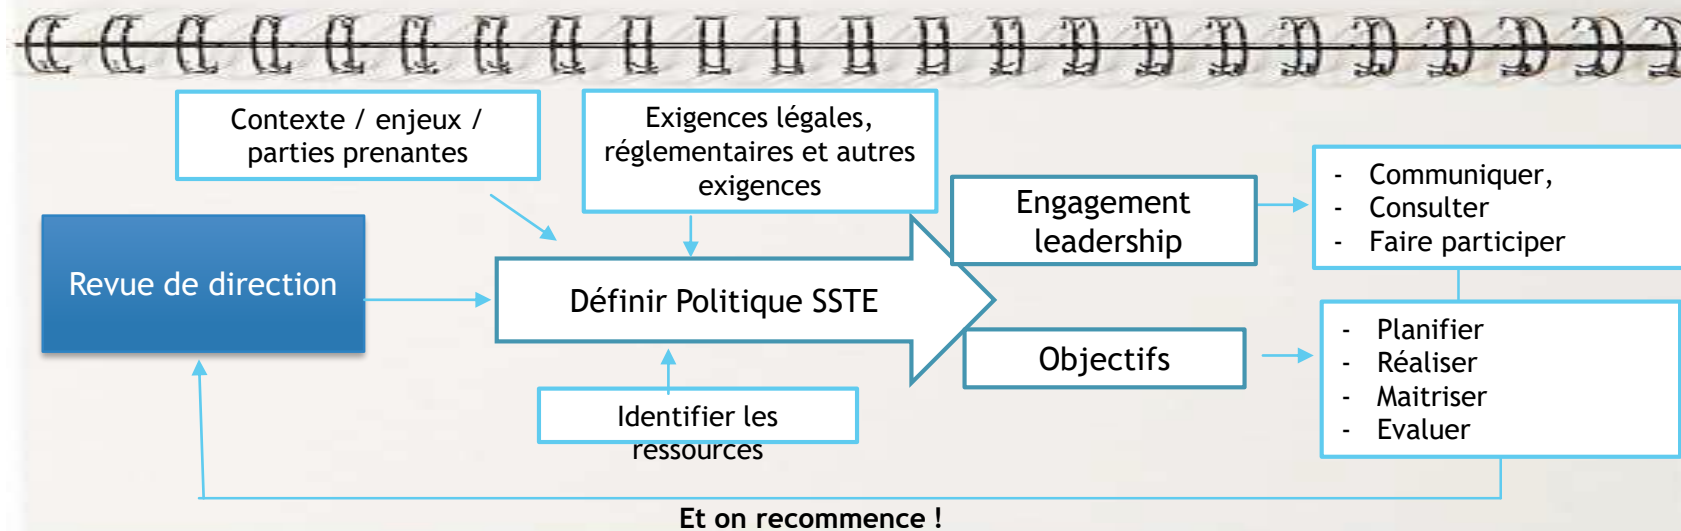 Contexte / enjeux /
parties prenantes
Exigences légales,
réglementaires et autres
exigences
Revue de direction
Définir Politique SSTE
Identifier les
ressources
Engagement
leadership
Objectifs
- Communiquer,
- Consulter
- Faire participer
- Planifier
- Réaliser
- Maitriser
- Evaluer
Et on recommence !